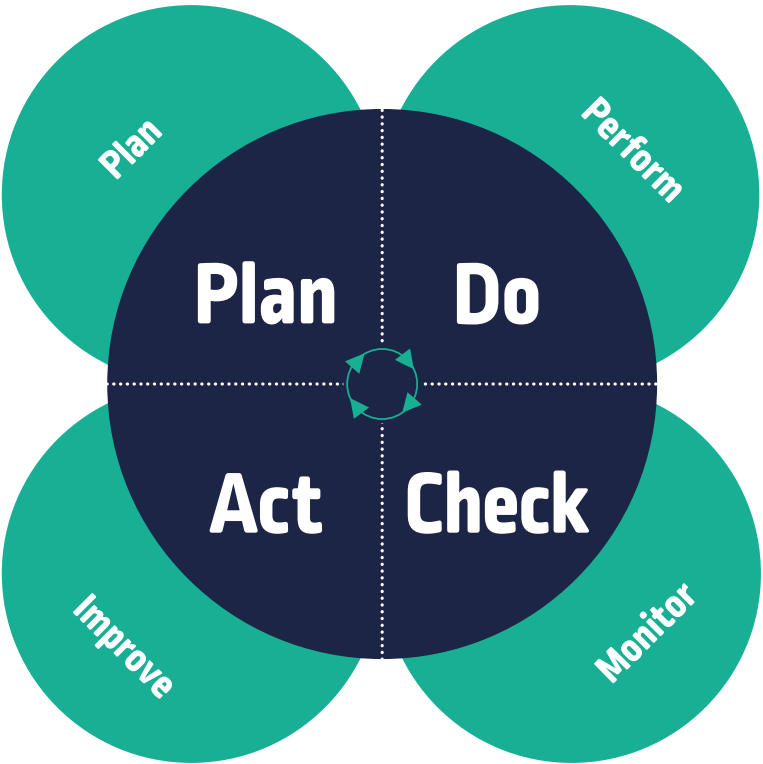 Plan
Perform
Plan
Do
Act
Check
Improve
Monitor